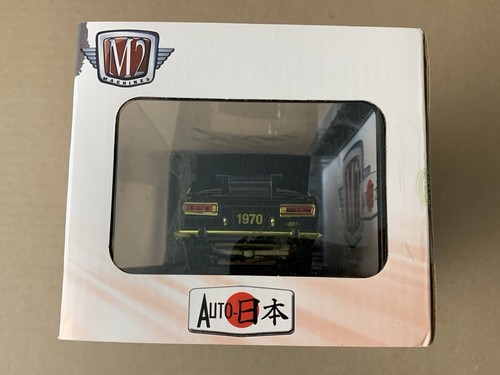 M2
MACHINES
1970
AUTO-日本